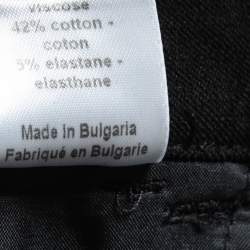 viscose
42% cotton -
coton
5% elastane -
elasthane
Made in Bulgaria
Fabriqué en Bulgarie